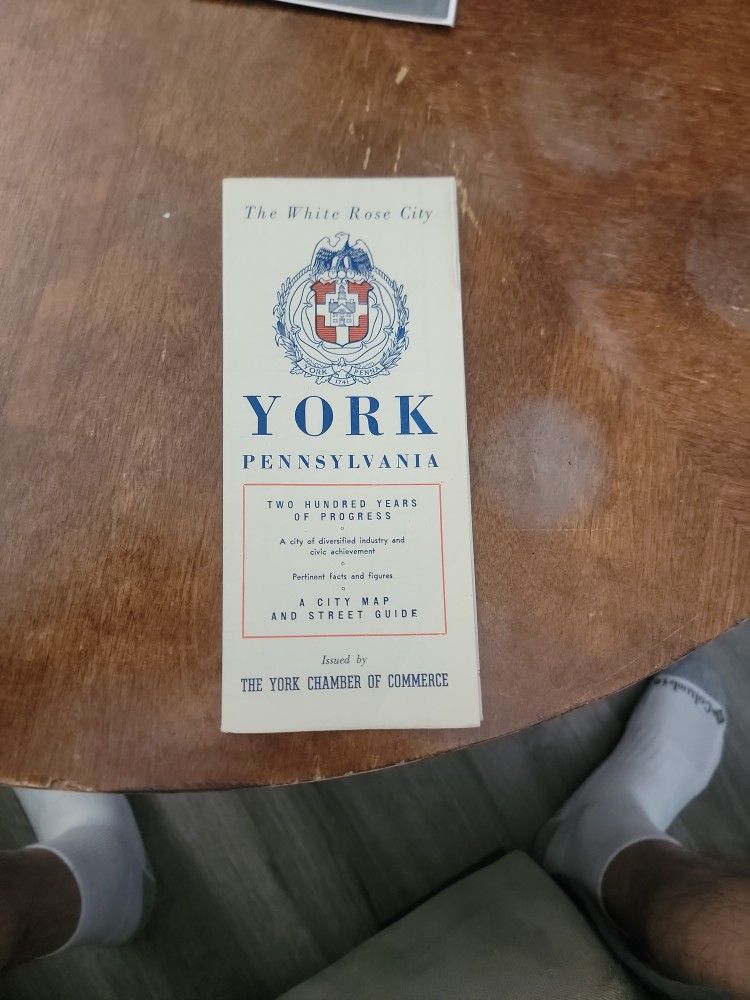 The White Rose City
YORK PENNA
1741
YORK
PENNSYLVANIA
TWO HUNDRED YEARS
OF PROGRESS
A city of diversified industry and
civic achievement
Pertinent facts and figures
A CITY MAP
AND STREET GUIDE
Issued by
THE YORK CHAMBER OF COMMERCE
Columbia